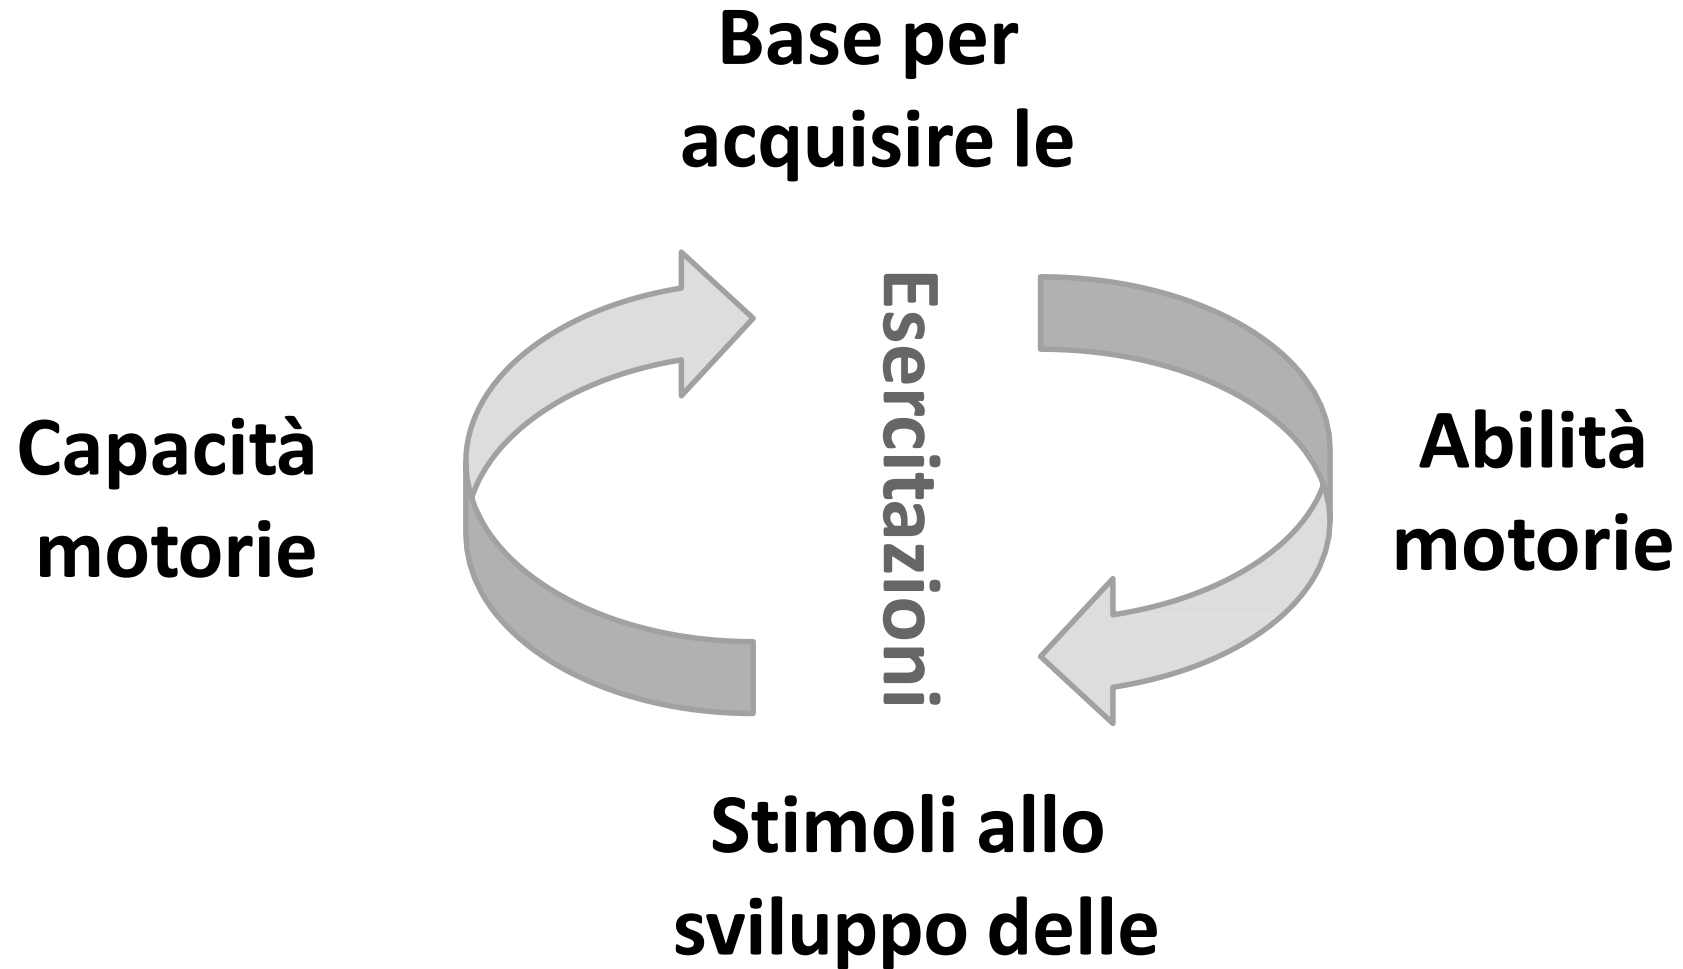 Base per
acquisire le
Esercitazioni
Capacità
motorie
Abilità
motorie
Stimoli allo
sviluppo delle